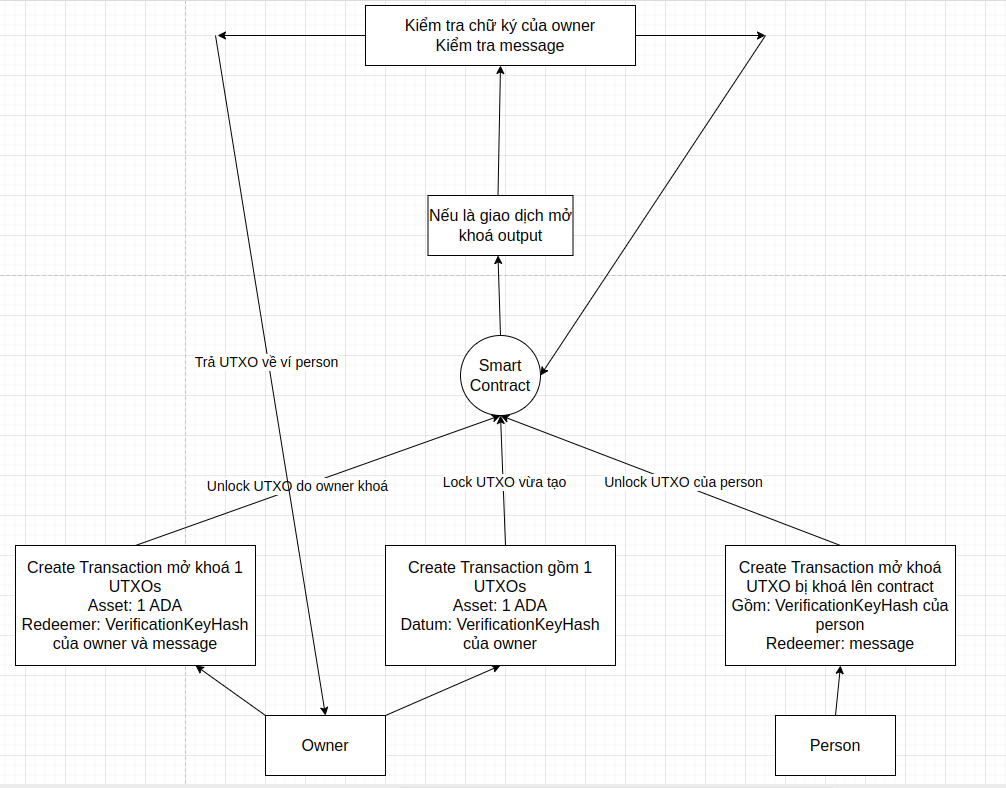 Kiểm tra chữ ký của owner
Kiểm tra message
Nếu là giao dịch mở
khoá output
Trả UTXO về ví person
Smart
Contract
Unlock UTXO do owner khoá
Lock UTXO vừa tạo
Unlock UTXO của person
Create Transaction mở khoá 1
UTXOs
Asset: 1 ADA
Redeemer: VerificationKeyHash
của owner và message
Create Transaction gồm 1
UTXOs
Asset: 1 ADA
Datum: VerificationKeyHash
của owner
Create Transaction mở khoá
UTXO bị khoá lên contract
Gồm: VerificationKeyHash của
person
Redeemer: message
Owner
Person